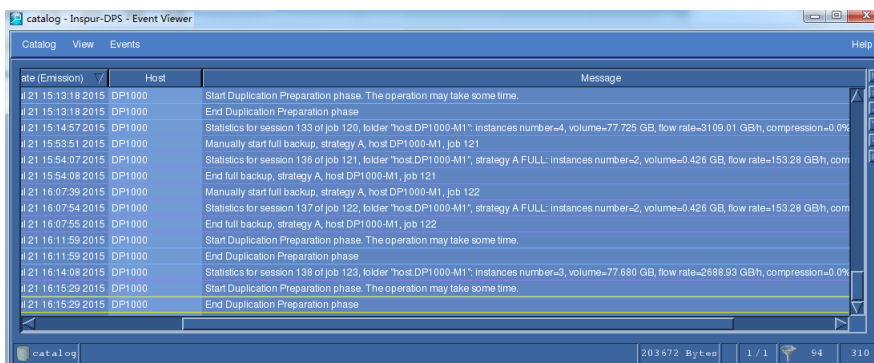 catalog - Inspur-DPS - Event Viewer
Catalog View Events Help
ate (Emission) Host Message
ul 21 15:13:18 2015 DP1000 Start Duplication Preparation phase. The operation may take some time.
ul 21 15:13:18 2015 DP1000 End Duplication Preparation phase
ul 21 15:14:57 2015 DP1000 Statistics for session 133 of job 120, folder "host.DP1000-M1": instances number=4, volume=77.725 GB, flow rate=3109.01 GB/h, compression=0.0%
ul 21 15:53:51 2015 DP1000 Manually start full backup, strategy A, host DP1000-M1, job 121
ul 21 15:54:07 2015 DP1000 Statistics for session 136 of job 121, folder "host.DP1000-M1", strategy A FULL: instances number=2, volume=0.426 GB, flow rate=153.28 GB/h, com
ul 21 15:54:08 2015 DP1000 End full backup, strategy A, host DP1000-M1, job 121
ul 21 16:07:39 2015 DP1000 Manually start full backup, strategy A, host DP1000-M1, job 122
ul 21 16:07:54 2015 DP1000 Statistics for session 137 of job 122, folder "host.DP1000-M1", strategy A FULL: instances number=2, volume=0.426 GB, flow rate=153.28 GB/h, com
ul 21 16:07:55 2015 DP1000 End full backup, strategy A, host DP1000-M1, job 122
ul 21 16:11:59 2015 DP1000 Start Duplication Preparation phase. The operation may take some time.
ul 21 16:11:59 2015 DP1000 End Duplication Preparation phase
ul 21 16:14:08 2015 DP1000 Statistics for session 138 of job 123, folder "host.DP1000-M1": instances number=3, volume=77.680 GB, flow rate=2688.93 GB/h, compression=0.0%
ul 21 16:15:29 2015 DP1000 Start Duplication Preparation phase. The operation may take some time.
ul 21 16:15:29 2015 DP1000 End Duplication Preparation phase
catalog 203672 Bytes 1/1 94 310